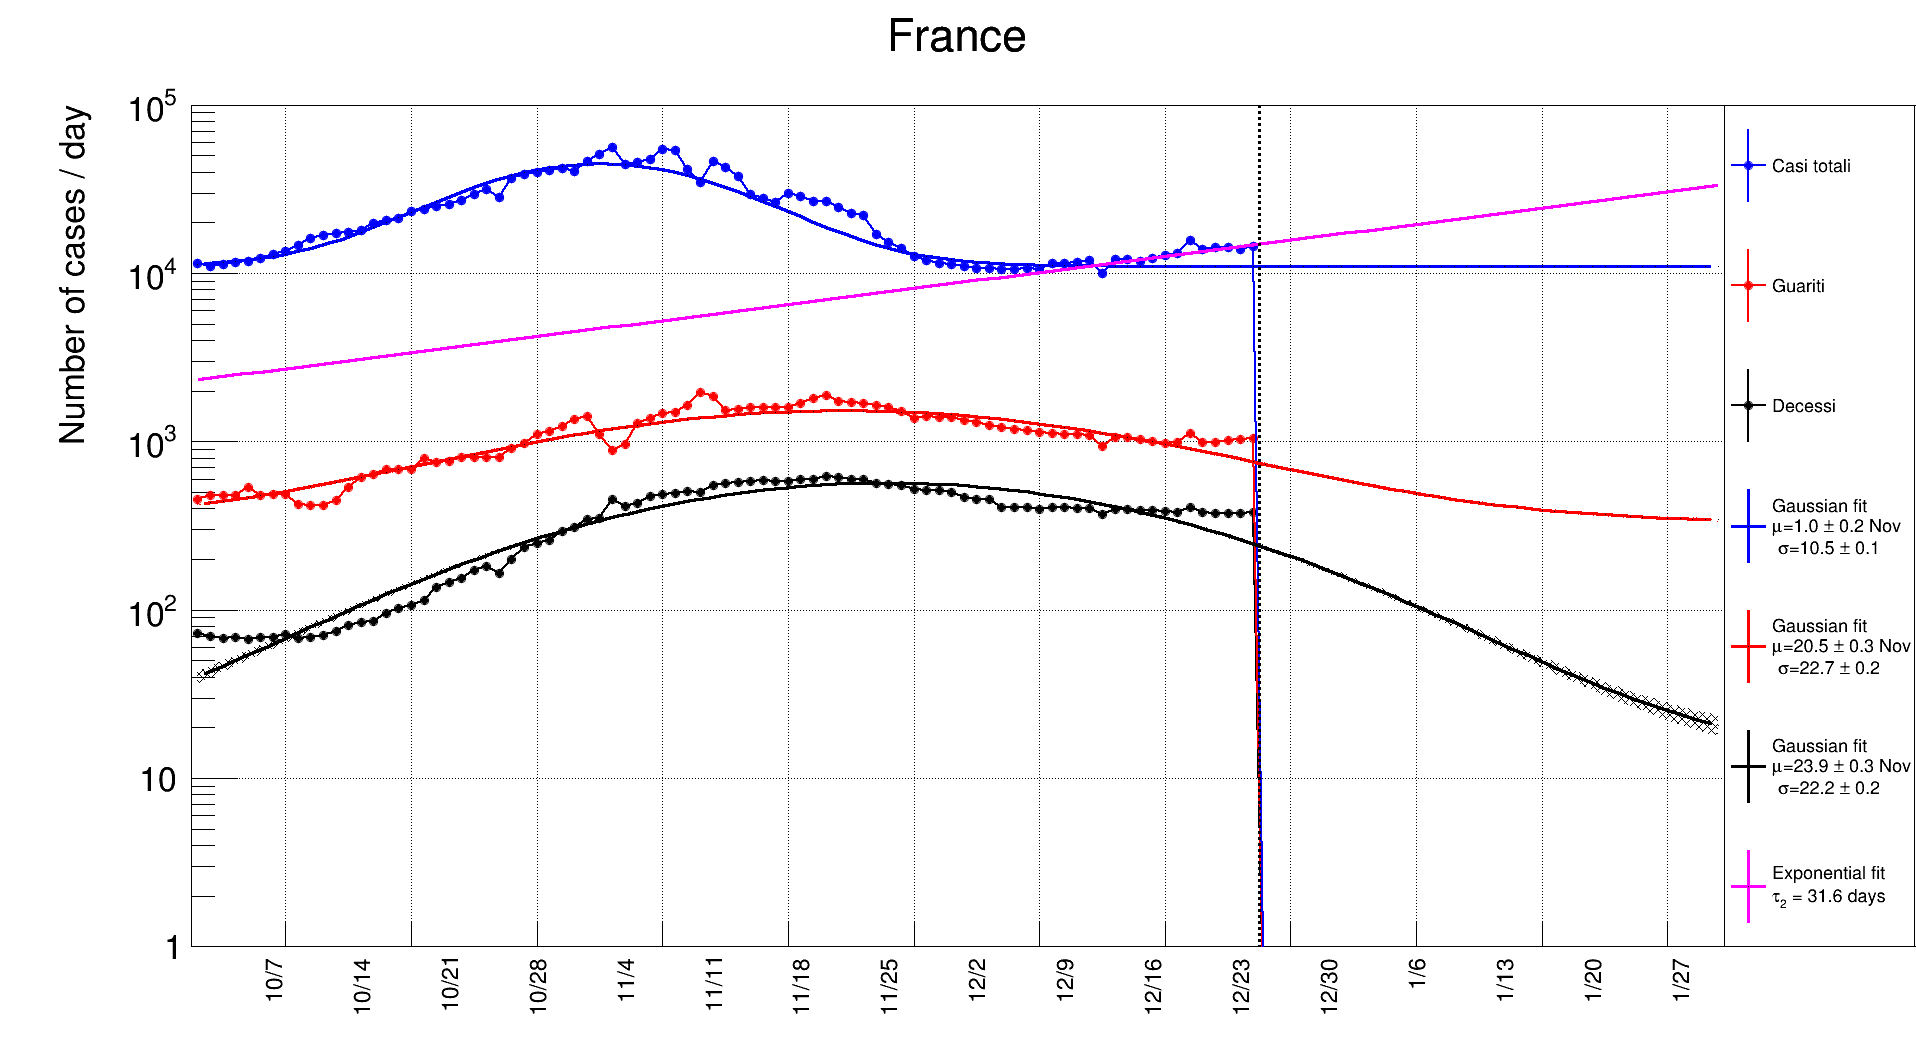 France
Number of cases / day
10^5
10^4
10^3
10^2
10
1
10/7
10/14
10/21
10/28
11/4
11/11
11/18
11/25
12/2
12/9
12/16
12/23
12/30
1/6
1/13
1/20
1/27
Casi totali
Guariti
Decessi
Gaussian fit
μ=1.0 ± 0.2 Nov
σ=10.5 ± 0.1
Gaussian fit
μ=20.5 ± 0.3 Nov
σ=22.7 ± 0.2
Gaussian fit
μ=23.9 ± 0.3 Nov
σ=22.2 ± 0.2
Exponential fit
τ₂ = 31.6 days